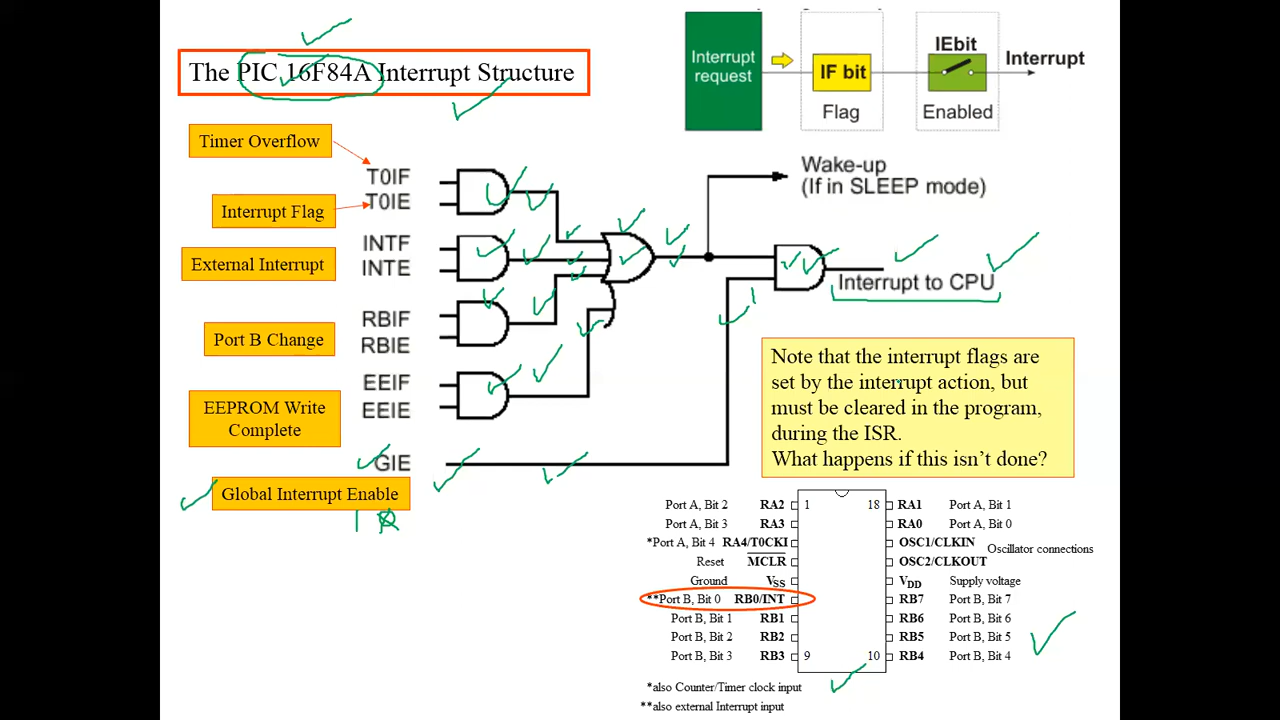 The PIC 16F84A Interrupt Structure
Interrupt
request
IF bit
Flag
IEbit
Enabled
Interrupt
Timer Overflow
T0IF
T0IE
Interrupt Flag
INTF
INTE
External Interrupt
RBIF
RBIE
Port B Change
EEIF
EEIE
EEPROM Write
Complete
GIE
Global Interrupt Enable
1
Wake-up
(If in SLEEP mode)
Interrupt to CPU
1
Note that the interrupt flags are
set by the interrupt action, but
must be cleared in the program,
during the ISR.
What happens if this isn't done?
Port A, Bit 2 RA2 1 18 RA1 Port A, Bit 1
Port A, Bit 3 RA3 RA0 Port A, Bit 0
*Port A, Bit 4 RA4/T0CKI OSC1/CLKIN
Oscillator connections
Reset MCLR OSC2/CLKOUT
Ground VSS VDD Supply voltage
**Port B, Bit 0 RB0/INT RB7 Port B, Bit 7
Port B, Bit 1 RB1 RB6 Port B, Bit 6
Port B, Bit 2 RB2 RB5 Port B, Bit 5
Port B, Bit 3 RB3 9 10 RB4 Port B, Bit 4
*also Counter/Timer clock input
**also external Interrupt input